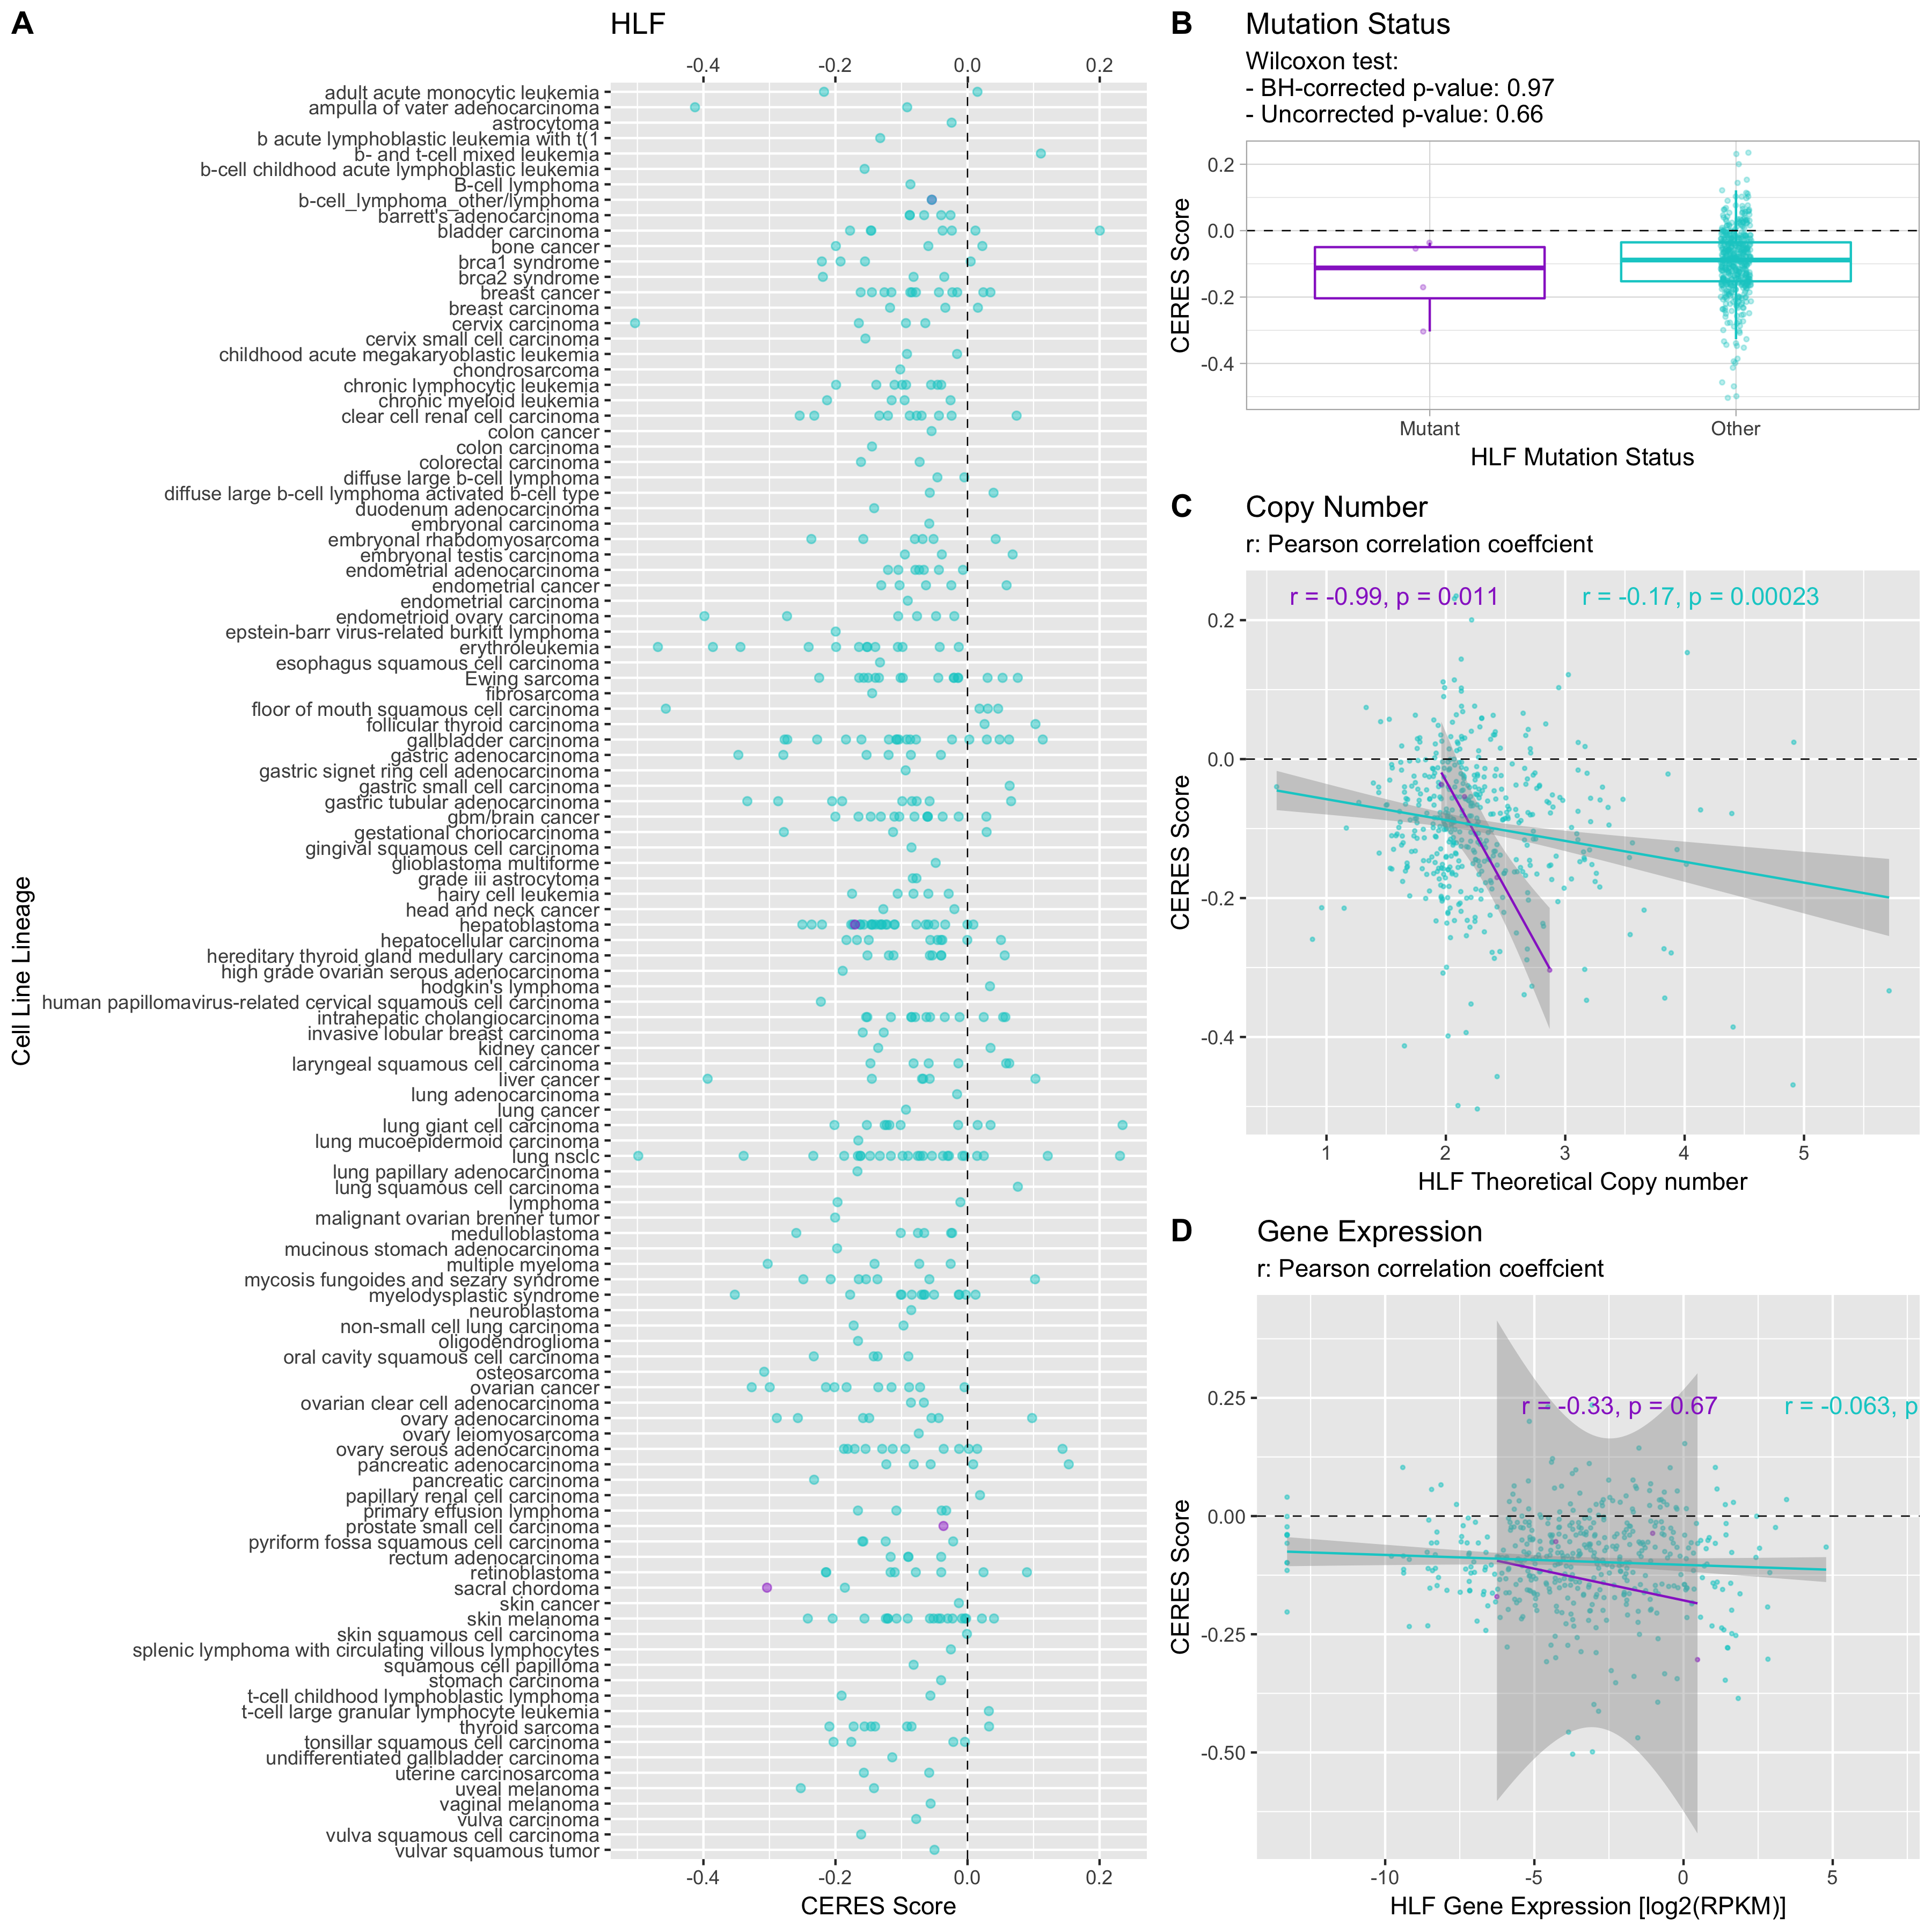 A
HLF
-0.4 -0.2 0.0 0.2
Cell Line Lineage
adult acute monocytic leukemia
ampulla of vater adenocarcinoma
astrocytoma
b acute lymphoblastic leukemia with t(1
b- and t-cell mixed leukemia
b-cell childhood acute lymphoblastic leukemia
B-cell lymphoma
b-cell_lymphoma_other/lymphoma
barrett's adenocarcinoma
bladder carcinoma
bone cancer
brca1 syndrome
brca2 syndrome
breast cancer
breast carcinoma
cervix carcinoma
cervix small cell carcinoma
childhood acute megakaryoblastic leukemia
chondrosarcoma
chronic lymphocytic leukemia
chronic myeloid leukemia
clear cell renal cell carcinoma
colon cancer
colon carcinoma
colorectal carcinoma
diffuse large b-cell lymphoma
diffuse large b-cell lymphoma activated b-cell type
duodenum adenocarcinoma
embryonal carcinoma
embryonal rhabdomyosarcoma
embryonal testis carcinoma
endometrial adenocarcinoma
endometrial cancer
endometrial carcinoma
endometrioid ovary carcinoma
epstein-barr virus-related burkitt lymphoma
erythroleukemia
esophagus squamous cell carcinoma
Ewing sarcoma
fibrosarcoma
floor of mouth squamous cell carcinoma
follicular thyroid carcinoma
gallbladder carcinoma
gastric adenocarcinoma
gastric signet ring cell adenocarcinoma
gastric small cell carcinoma
gastric tubular adenocarcinoma
gbm/brain cancer
gestational choriocarcinoma
gingival squamous cell carcinoma
glioblastoma multiforme
grade iii astrocytoma
hairy cell leukemia
head and neck cancer
hepatoblastoma
hepatocellular carcinoma
hereditary thyroid gland medullary carcinoma
high grade ovarian serous adenocarcinoma
hodgkin's lymphoma
human papillomavirus-related cervical squamous cell carcinoma
intrahepatic cholangiocarcinoma
invasive lobular breast carcinoma
kidney cancer
laryngeal squamous cell carcinoma
liver cancer
lung adenocarcinoma
lung cancer
lung giant cell carcinoma
lung mucoepidermoid carcinoma
lung nsclc
lung papillary adenocarcinoma
lung squamous cell carcinoma
lymphoma
malignant ovarian brenner tumor
medulloblastoma
mucinous stomach adenocarcinoma
multiple myeloma
mycosis fungoides and sezary syndrome
myelodysplastic syndrome
neuroblastoma
non-small cell lung carcinoma
oligodendroglioma
oral cavity squamous cell carcinoma
osteosarcoma
ovarian cancer
ovarian clear cell adenocarcinoma
ovary adenocarcinoma
ovary leiomyosarcoma
ovary serous adenocarcinoma
pancreatic adenocarcinoma
pancreatic carcinoma
papillary renal cell carcinoma
primary effusion lymphoma
prostate small cell carcinoma
pyriform fossa squamous cell carcinoma
rectum adenocarcinoma
retinoblastoma
sacral chordoma
skin cancer
skin melanoma
skin squamous cell carcinoma
splenic lymphoma with circulating villous lymphocytes
squamous cell papilloma
stomach carcinoma
t-cell childhood lymphoblastic lymphoma
t-cell large granular lymphocyte leukemia
thyroid sarcoma
tonsillar squamous cell carcinoma
undifferentiated gallbladder carcinoma
uterine carcinosarcoma
uveal melanoma
vaginal melanoma
vulva carcinoma
vulva squamous cell carcinoma
vulvar squamous tumor
-0.4 -0.2 0.0 0.2
CERES Score
B
Mutation Status
Wilcoxon test:
- BH-corrected p-value: 0.97
- Uncorrected p-value: 0.66
CERES Score
0.2
0.0
-0.2
-0.4
Mutant Other
HLF Mutation Status
C
Copy Number
r: Pearson correlation coeffcient
r = -0.99, p = 0.011 r = -0.17, p = 0.00023
CERES Score
0.2
0.0
-0.2
-0.4
1 2 3 4 5
HLF Theoretical Copy number
D
Gene Expression
r: Pearson correlation coeffcient
r = -0.33, p = 0.67 r = -0.063, p
CERES Score
0.25
0.00
-0.25
-0.50
-10 -5 0 5
HLF Gene Expression [log2(RPKM)]